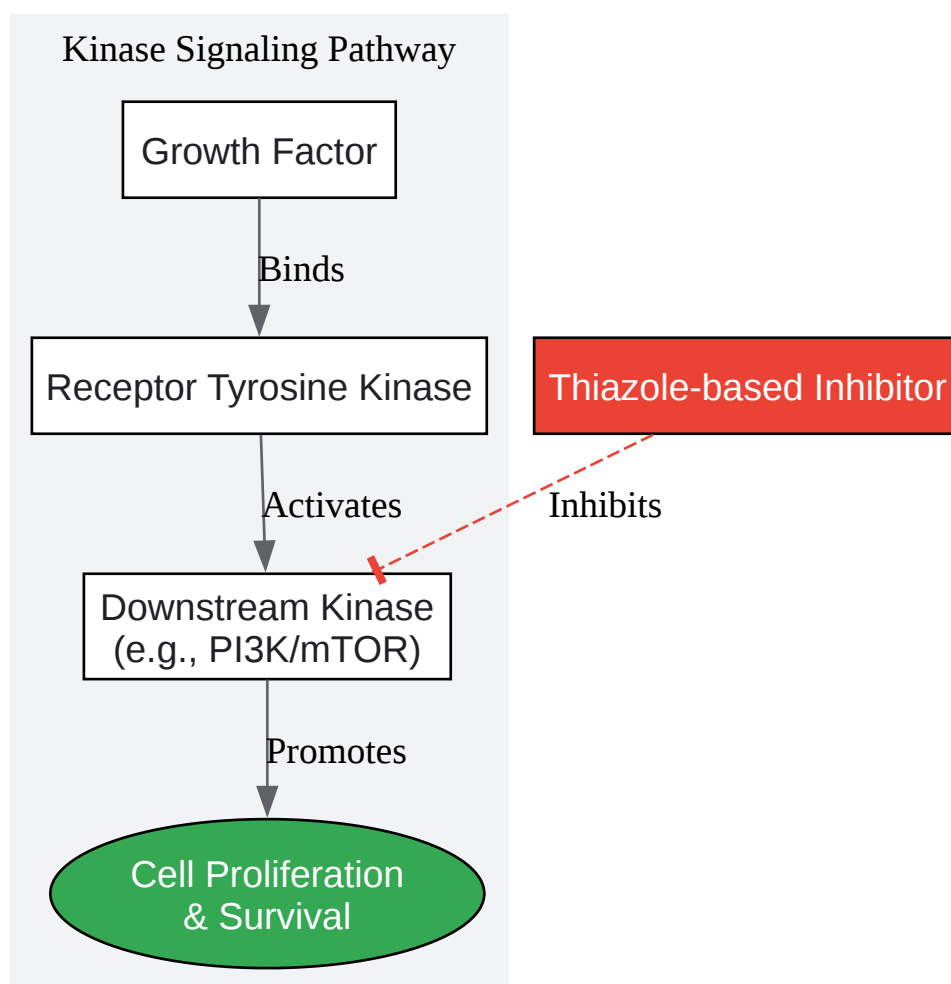 Kinase Signaling Pathway
Growth Factor
Binds
Receptor Tyrosine Kinase
Thiazole-based Inhibitor
Activates
Inhibits
Downstream Kinase
(e.g., PI3K/mTOR)
Promotes
Cell Proliferation
& Survival